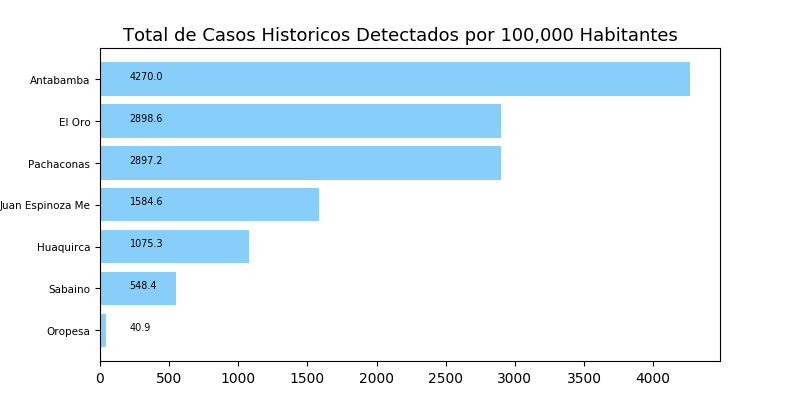 Total de Casos Historicos Detectados por 100,000 Habitantes
Antabamba 4270.0
El Oro 2898.6
Pachaconas 2897.2
Juan Espinoza Me 1584.6
Huaquirca 1075.3
Sabaino 548.4
Oropesa 40.9
0 500 1000 1500 2000 2500 3000 3500 4000